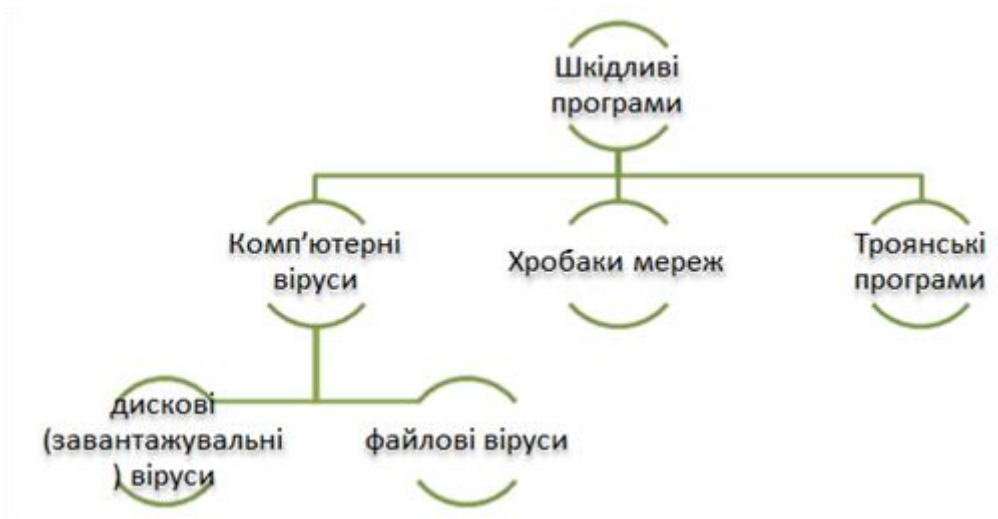 Шкідливі
програми
Комп'ютерні
віруси
Хробаки мереж
Троянські
програми
дискові
(завантажувальні
) віруси
файлові віруси